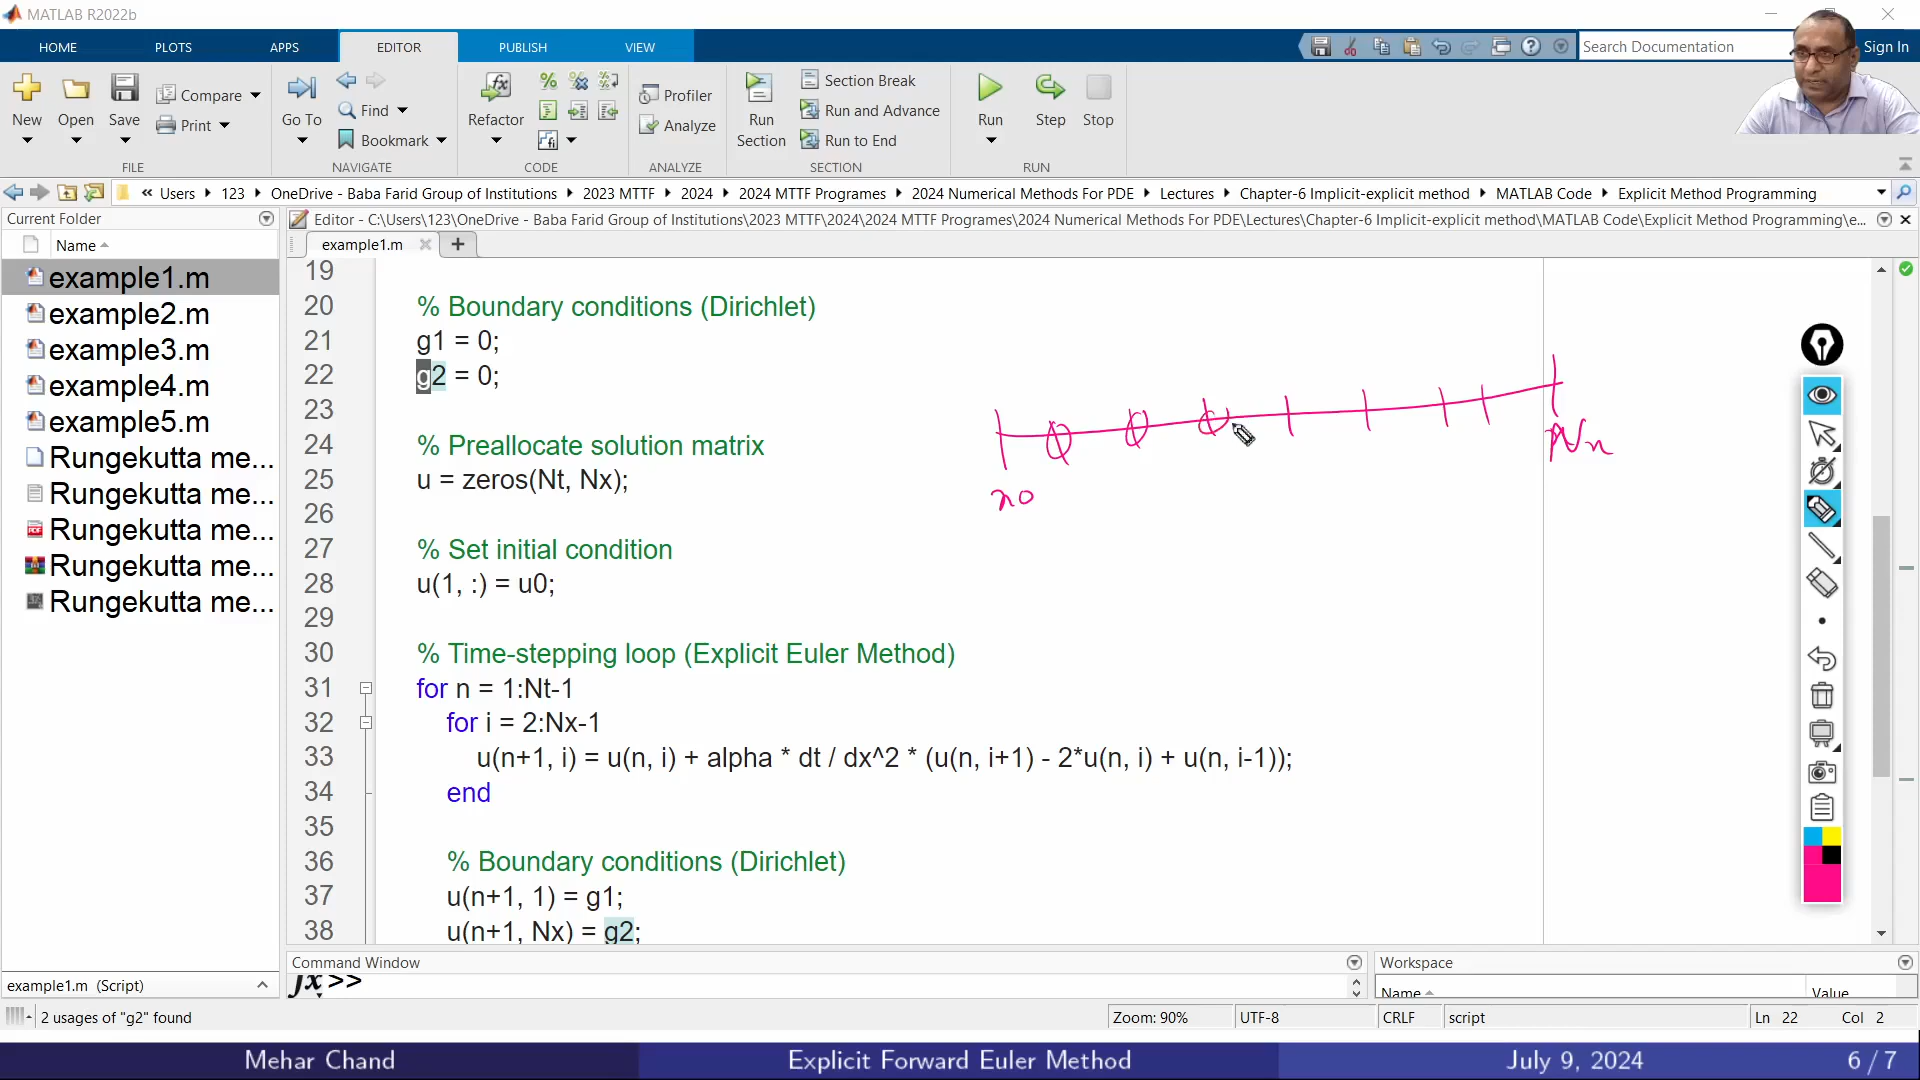 MATLAB R2022b
HOME PLOTS APPS EDITOR PUBLISH VIEW
Search Documentation
Sign In
New Open Save Compare Print
FILE
Go To Find Bookmark
NAVIGATE
Refactor
CODE
Profiler
Analyze
ANALYZE
Run Section
Section Break
Run and Advance
Run to End
SECTION
Run Step Stop
RUN
« Users 123 OneDrive - Baba Farid Group of Institutions 2023 MTTF 2024 2024 MTTF Programes 2024 Numerical Methods For PDE Lectures Chapter-6 Implicit-explicit method MATLAB Code Explicit Method Programming
Current Folder
Name
example1.m
example2.m
example3.m
example4.m
example5.m
Rungekutta me...
Rungekutta me...
Rungekutta me...
Rungekutta me...
Rungekutta me...
example1.m (Script)
Editor - C:\Users\123\OneDrive - Baba Farid Group of Institutions\2023 MTTF\2024\2024 MTTF Programes\2024 Numerical Methods For PDE\Lectures\Chapter-6 Implicit-explicit method\MATLAB Code\Explicit Method Programming\e...
example1.m
19
20 % Boundary conditions (Dirichlet)
21 g1 = 0;
22 g2 = 0;
23
24 % Preallocate solution matrix
25 u = zeros(Nt, Nx);
26
27 % Set initial condition
28 u(1, :) = u0;
29
30 % Time-stepping loop (Explicit Euler Method)
31 for n = 1:Nt-1
32 for i = 2:Nx-1
33 u(n+1, i) = u(n, i) + alpha * dt / dx^2 * (u(n, i+1) - 2*u(n, i) + u(n, i-1));
34 end
35
36 % Boundary conditions (Dirichlet)
37 u(n+1, 1) = g1;
38 u(n+1, Nx) = g2;
x0
Command Window
fx >>
Workspace
Name Value
2 usages of "g2" found
Zoom: 90% UTF-8 CRLF script Ln 22 Col 2
Mehar Chand Explicit Forward Euler Method July 9, 2024 6 / 7